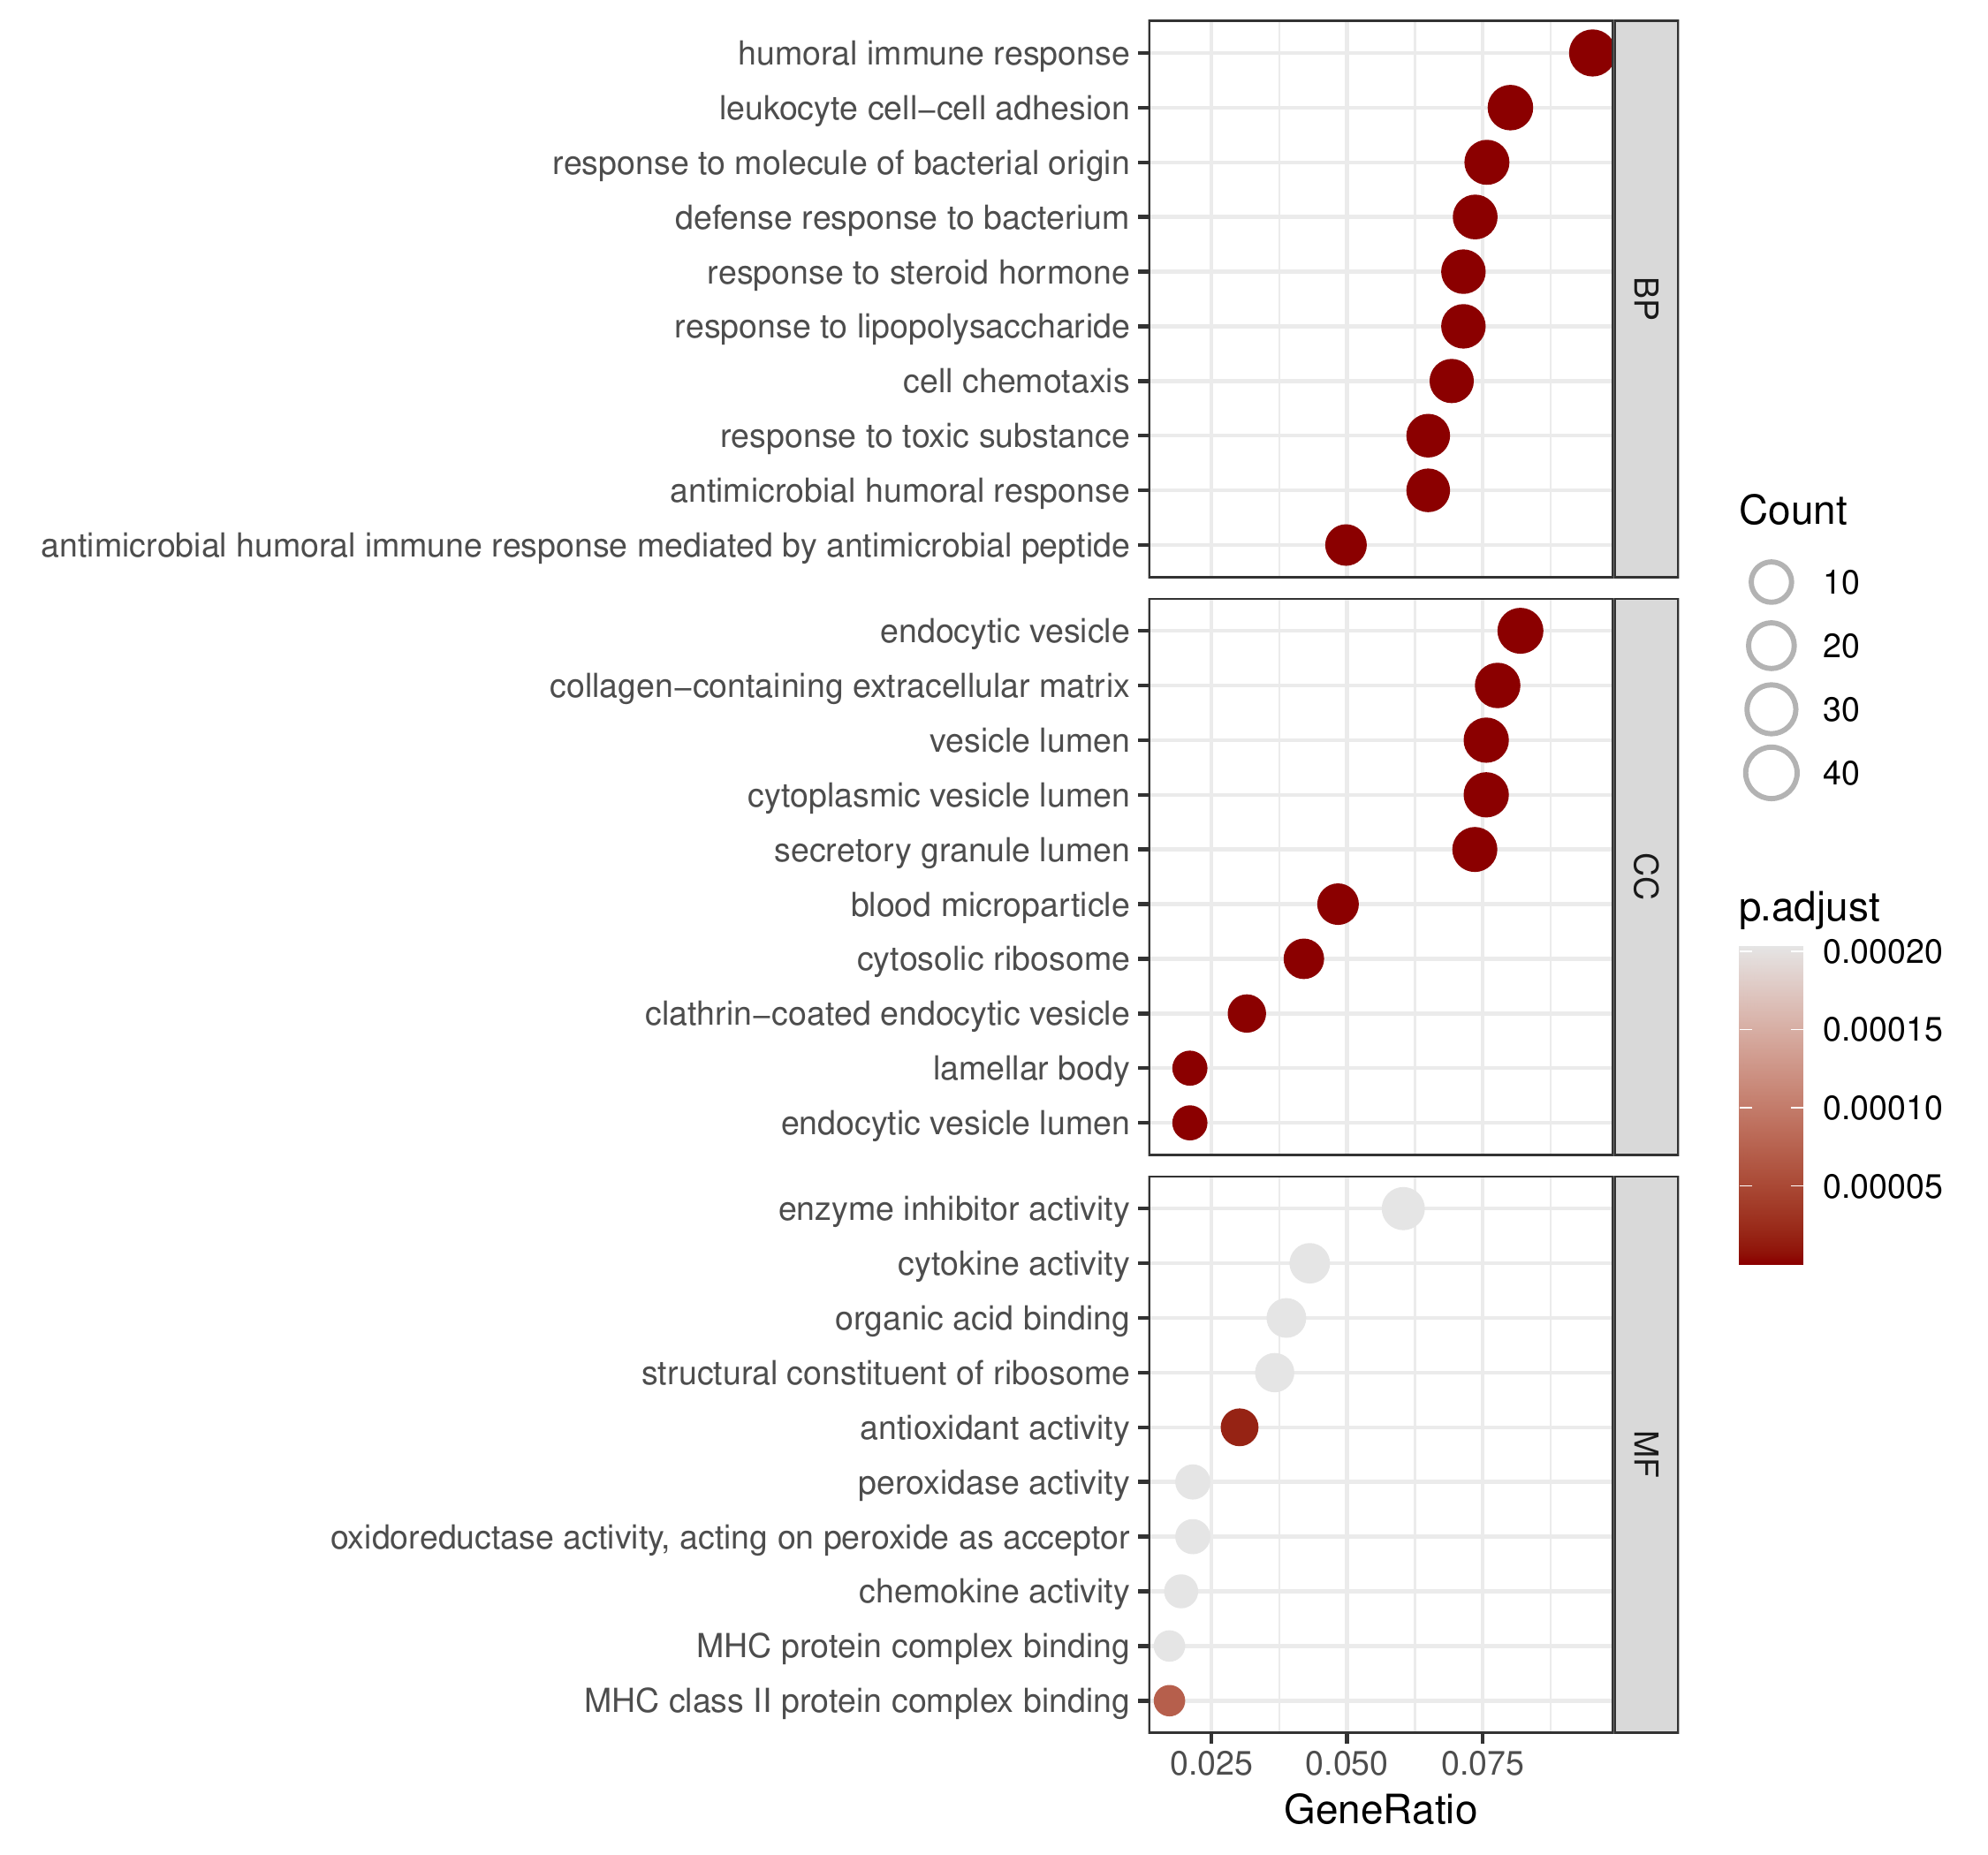 humoral immune response
leukocyte cell−cell adhesion
response to molecule of bacterial origin
defense response to bacterium
response to steroid hormone
response to lipopolysaccharide
cell chemotaxis
response to toxic substance
antimicrobial humoral response
antimicrobial humoral immune response mediated by antimicrobial peptide
BP
endocytic vesicle
collagen−containing extracellular matrix
vesicle lumen
cytoplasmic vesicle lumen
secretory granule lumen
blood microparticle
cytosolic ribosome
clathrin−coated endocytic vesicle
lamellar body
endocytic vesicle lumen
CC
enzyme inhibitor activity
cytokine activity
organic acid binding
structural constituent of ribosome
antioxidant activity
peroxidase activity
oxidoreductase activity, acting on peroxide as acceptor
chemokine activity
MHC protein complex binding
MHC class II protein complex binding
MF
0.025 0.050 0.075
GeneRatio
Count
10
20
30
40
p.adjust
0.00020
0.00015
0.00010
0.00005